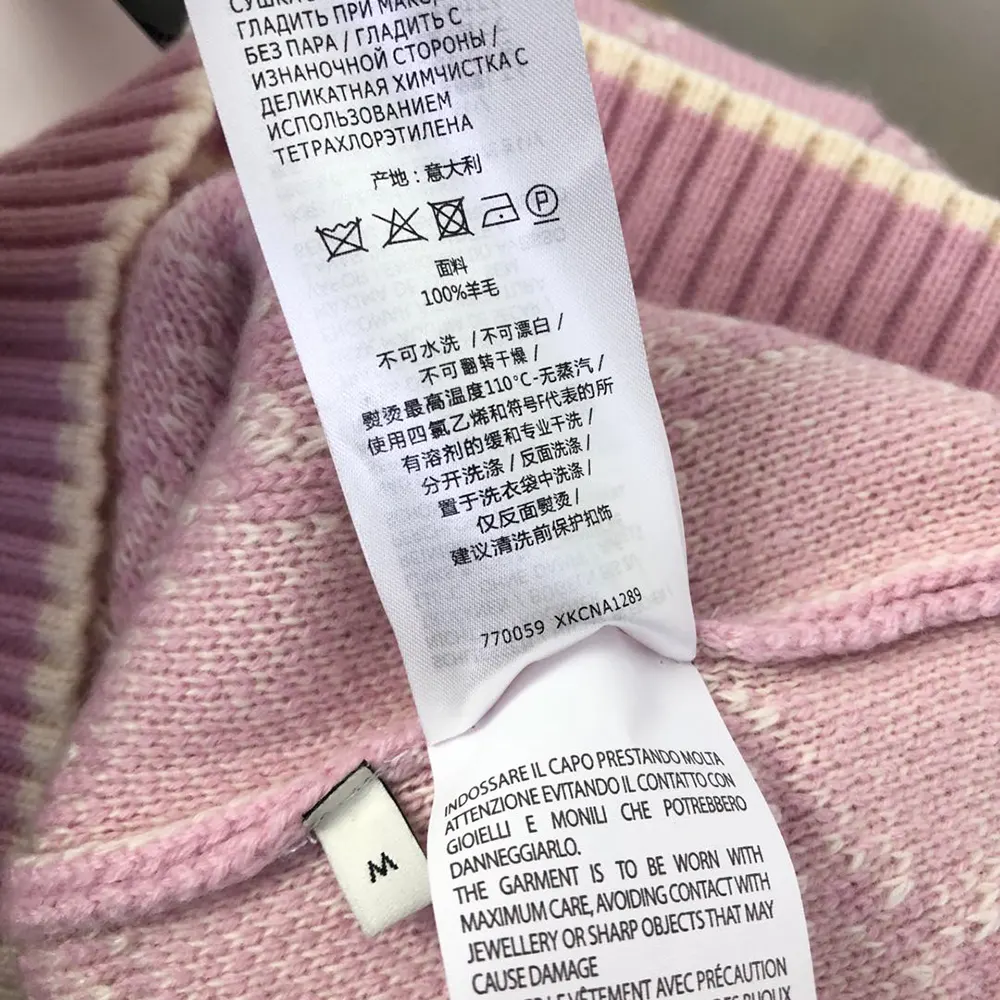 ГЛАДИТЬ ПРИ МАКС.
БЕЗ ПАРА / ГЛАДИТЬ С
ИЗНАНОЧНОЙ СТОРОНЫ /
ДЕЛИКАТНАЯ ХИМЧИСТКА С
ИСПОЛЬЗОВАНИЕМ
ТЕТРАХЛОРЭТИЛЕНА
产地：意大利
P
面料
100%羊毛
不可水洗 /不可漂白 /
不可翻转干燥 /
熨烫最高温度110°C-无蒸汽 /
使用四氯乙烯和符号F代表的所
有溶剂的缓和专业干洗 /
分开洗涤 / 反面洗涤 /
置于洗衣袋中洗涤 /
仅反面熨烫 /
建议清洗前保护扣饰
770059 XKCNA1289
INDOSSARE IL CAPO PRESTANDO MOLTA
ATTENZIONE EVITANDO IL CONTATTO CON
GIOIELLI E MONILI CHE POTREBBERO
DANNEGGIARLO.
THE GARMENT IS TO BE WORN WITH
MAXIMUM CARE, AVOIDING CONTACT WITH
JEWELLERY OR SHARP OBJECTS THAT MAY
CAUSE DAMAGE
LE VÊTEMENT AVEC PRÉCAUTION
BIJOUX
M